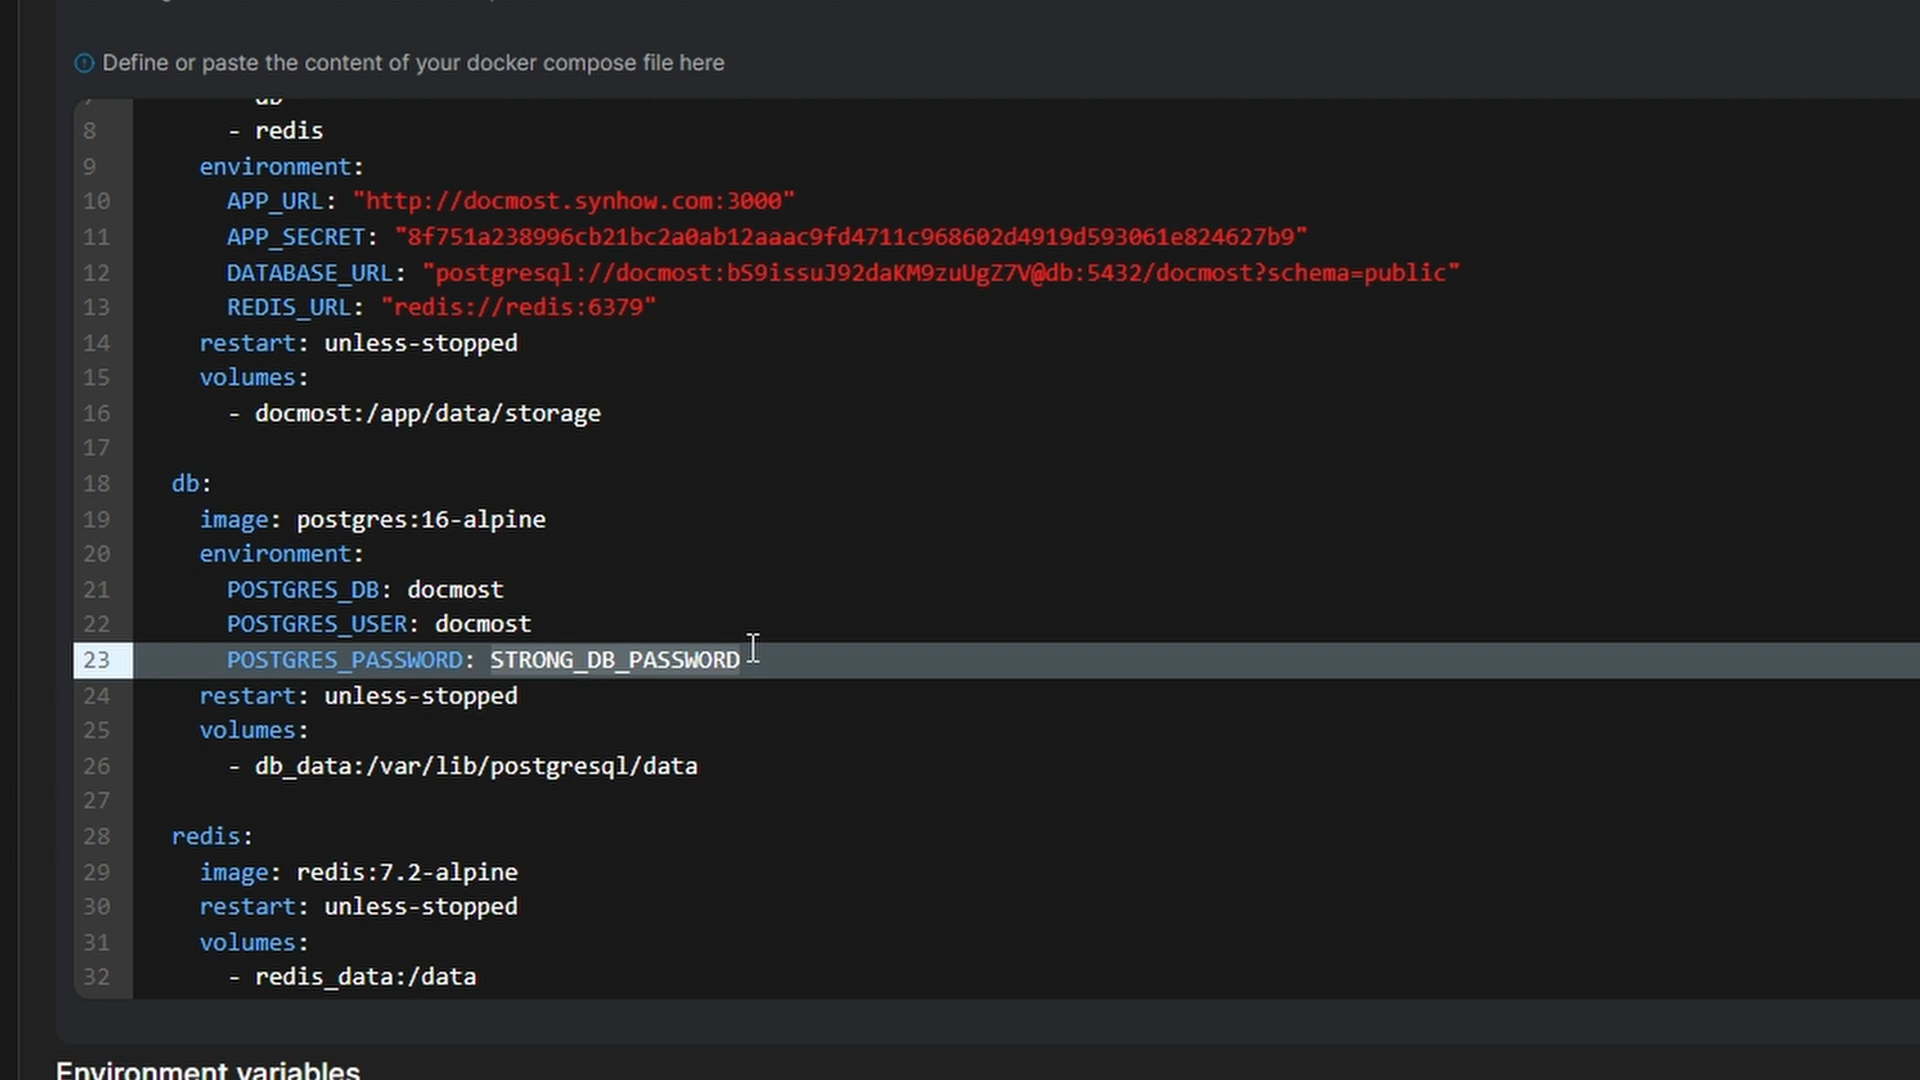 Define or paste the content of your docker compose file here
8 - redis
9 environment:
10 APP_URL: "http://docmost.synhow.com:3000"
11 APP_SECRET: "8f751a238996cb21bc2a0ab12aaac9fd4711c968602d4919d593061e824627b9"
12 DATABASE_URL: "postgresql://docmost:bS9issuJ92daKM9zuUgZ7V@db:5432/docmost?schema=public"
13 REDIS_URL: "redis://redis:6379"
14 restart: unless-stopped
15 volumes:
16 - docmost:/app/data/storage
17
18 db:
19 image: postgres:16-alpine
20 environment:
21 POSTGRES_DB: docmost
22 POSTGRES_USER: docmost
23 POSTGRES_PASSWORD: STRONG_DB_PASSWORD
24 restart: unless-stopped
25 volumes:
26 - db_data:/var/lib/postgresql/data
27
28 redis:
29 image: redis:7.2-alpine
30 restart: unless-stopped
31 volumes:
32 - redis_data:/data
Environment variables